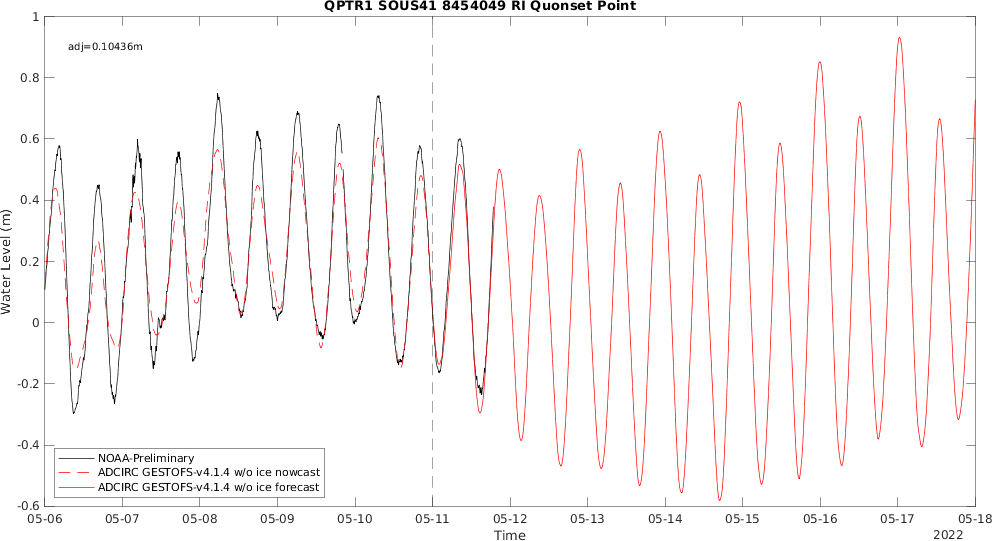 QPTR1 SOUS41 8454049 RI Quonset Point
adj=0.10436m
1
0.8
0.6
0.4
0.2
0
-0.2
-0.4
-0.6
Water Level (m)
NOAA-Preliminary
ADCIRC GESTOFS-v4.1.4 w/o ice nowcast
ADCIRC GESTOFS-v4.1.4 w/o ice forecast
05-06 05-07 05-08 05-09 05-10 05-11 05-12 05-13 05-14 05-15 05-16 05-17 05-18
Time
2022